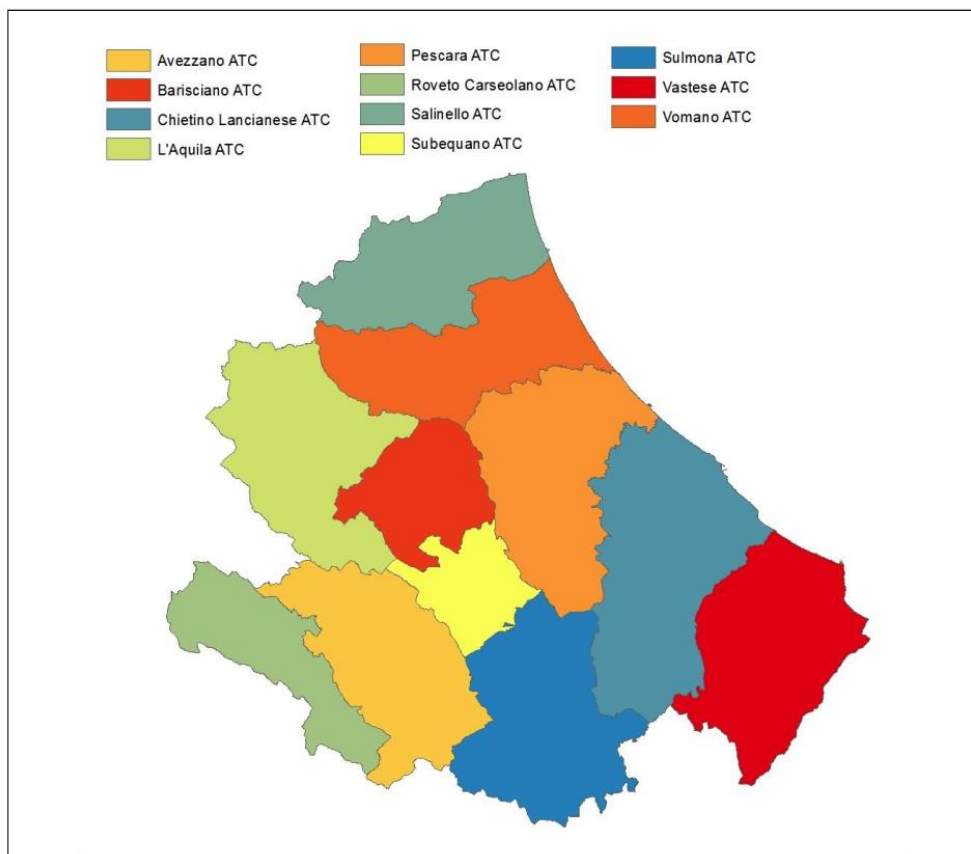 Avezzano ATC
Barisciano ATC
Chietino Lancianese ATC
L'Aquila ATC
Pescara ATC
Roveto Carseolano ATC
Salinello ATC
Subequano ATC
Sulmona ATC
Vastese ATC
Vomano ATC